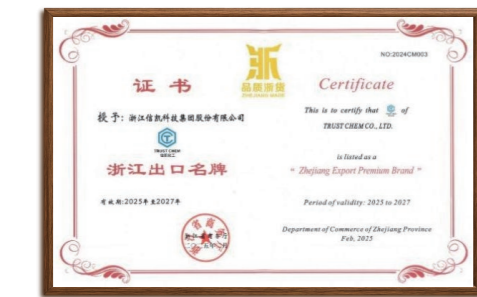 浙
品质浙货
ZHEJIANG MADE
NO:2024CM003
证 书
授予: 浙江信凯科技集团股份有限公司
TRUST CHEM
浙江出口名牌
有效期:2025年至2027年
Certificate
This is to certify that of
TRUST CHEM CO., LTD.
is listed as a
" Zhejiang Export Premium Brand "
Period of validity: 2025 to 2027
Department of Commerce of Zhejiang Province
Feb, 2025